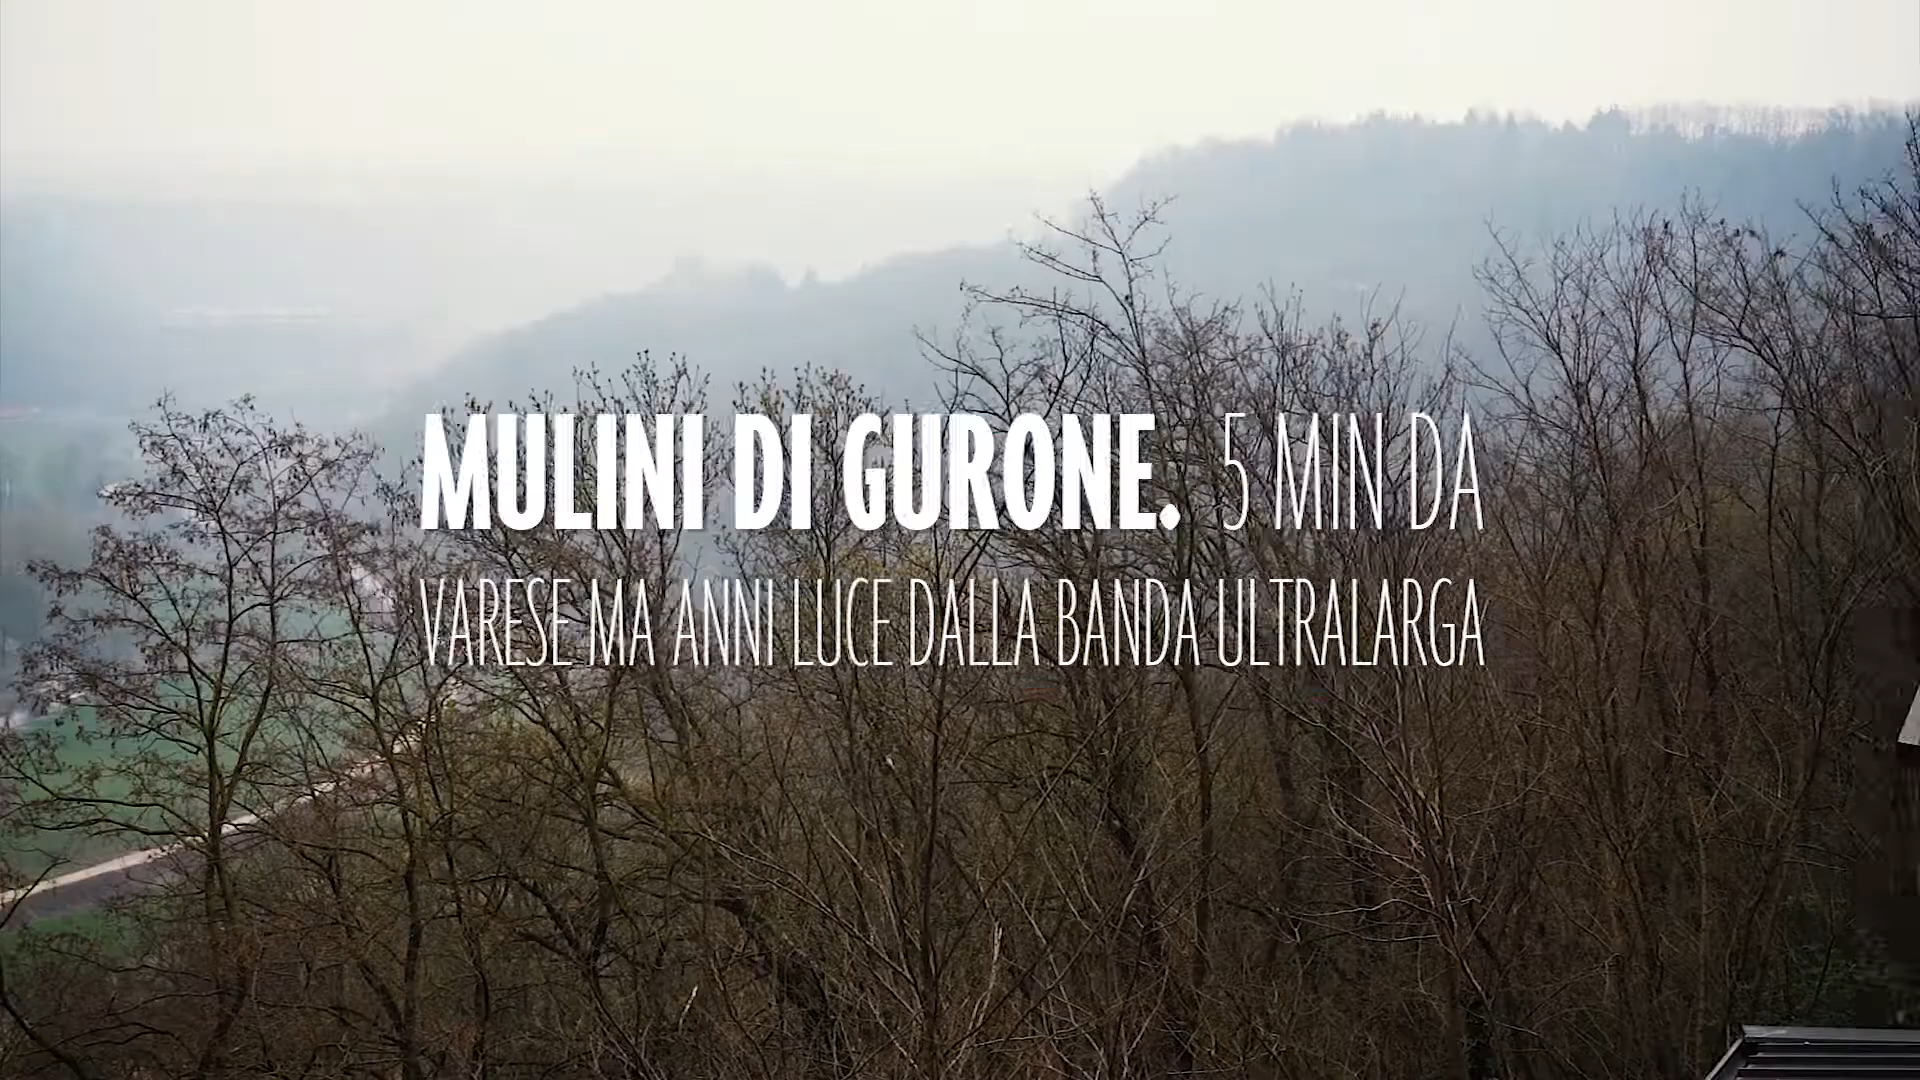 MULINI DI GURONE. 5 MIN DA
VARESE MA ANNI LUCE DALLA BANDA ULTRALARGA